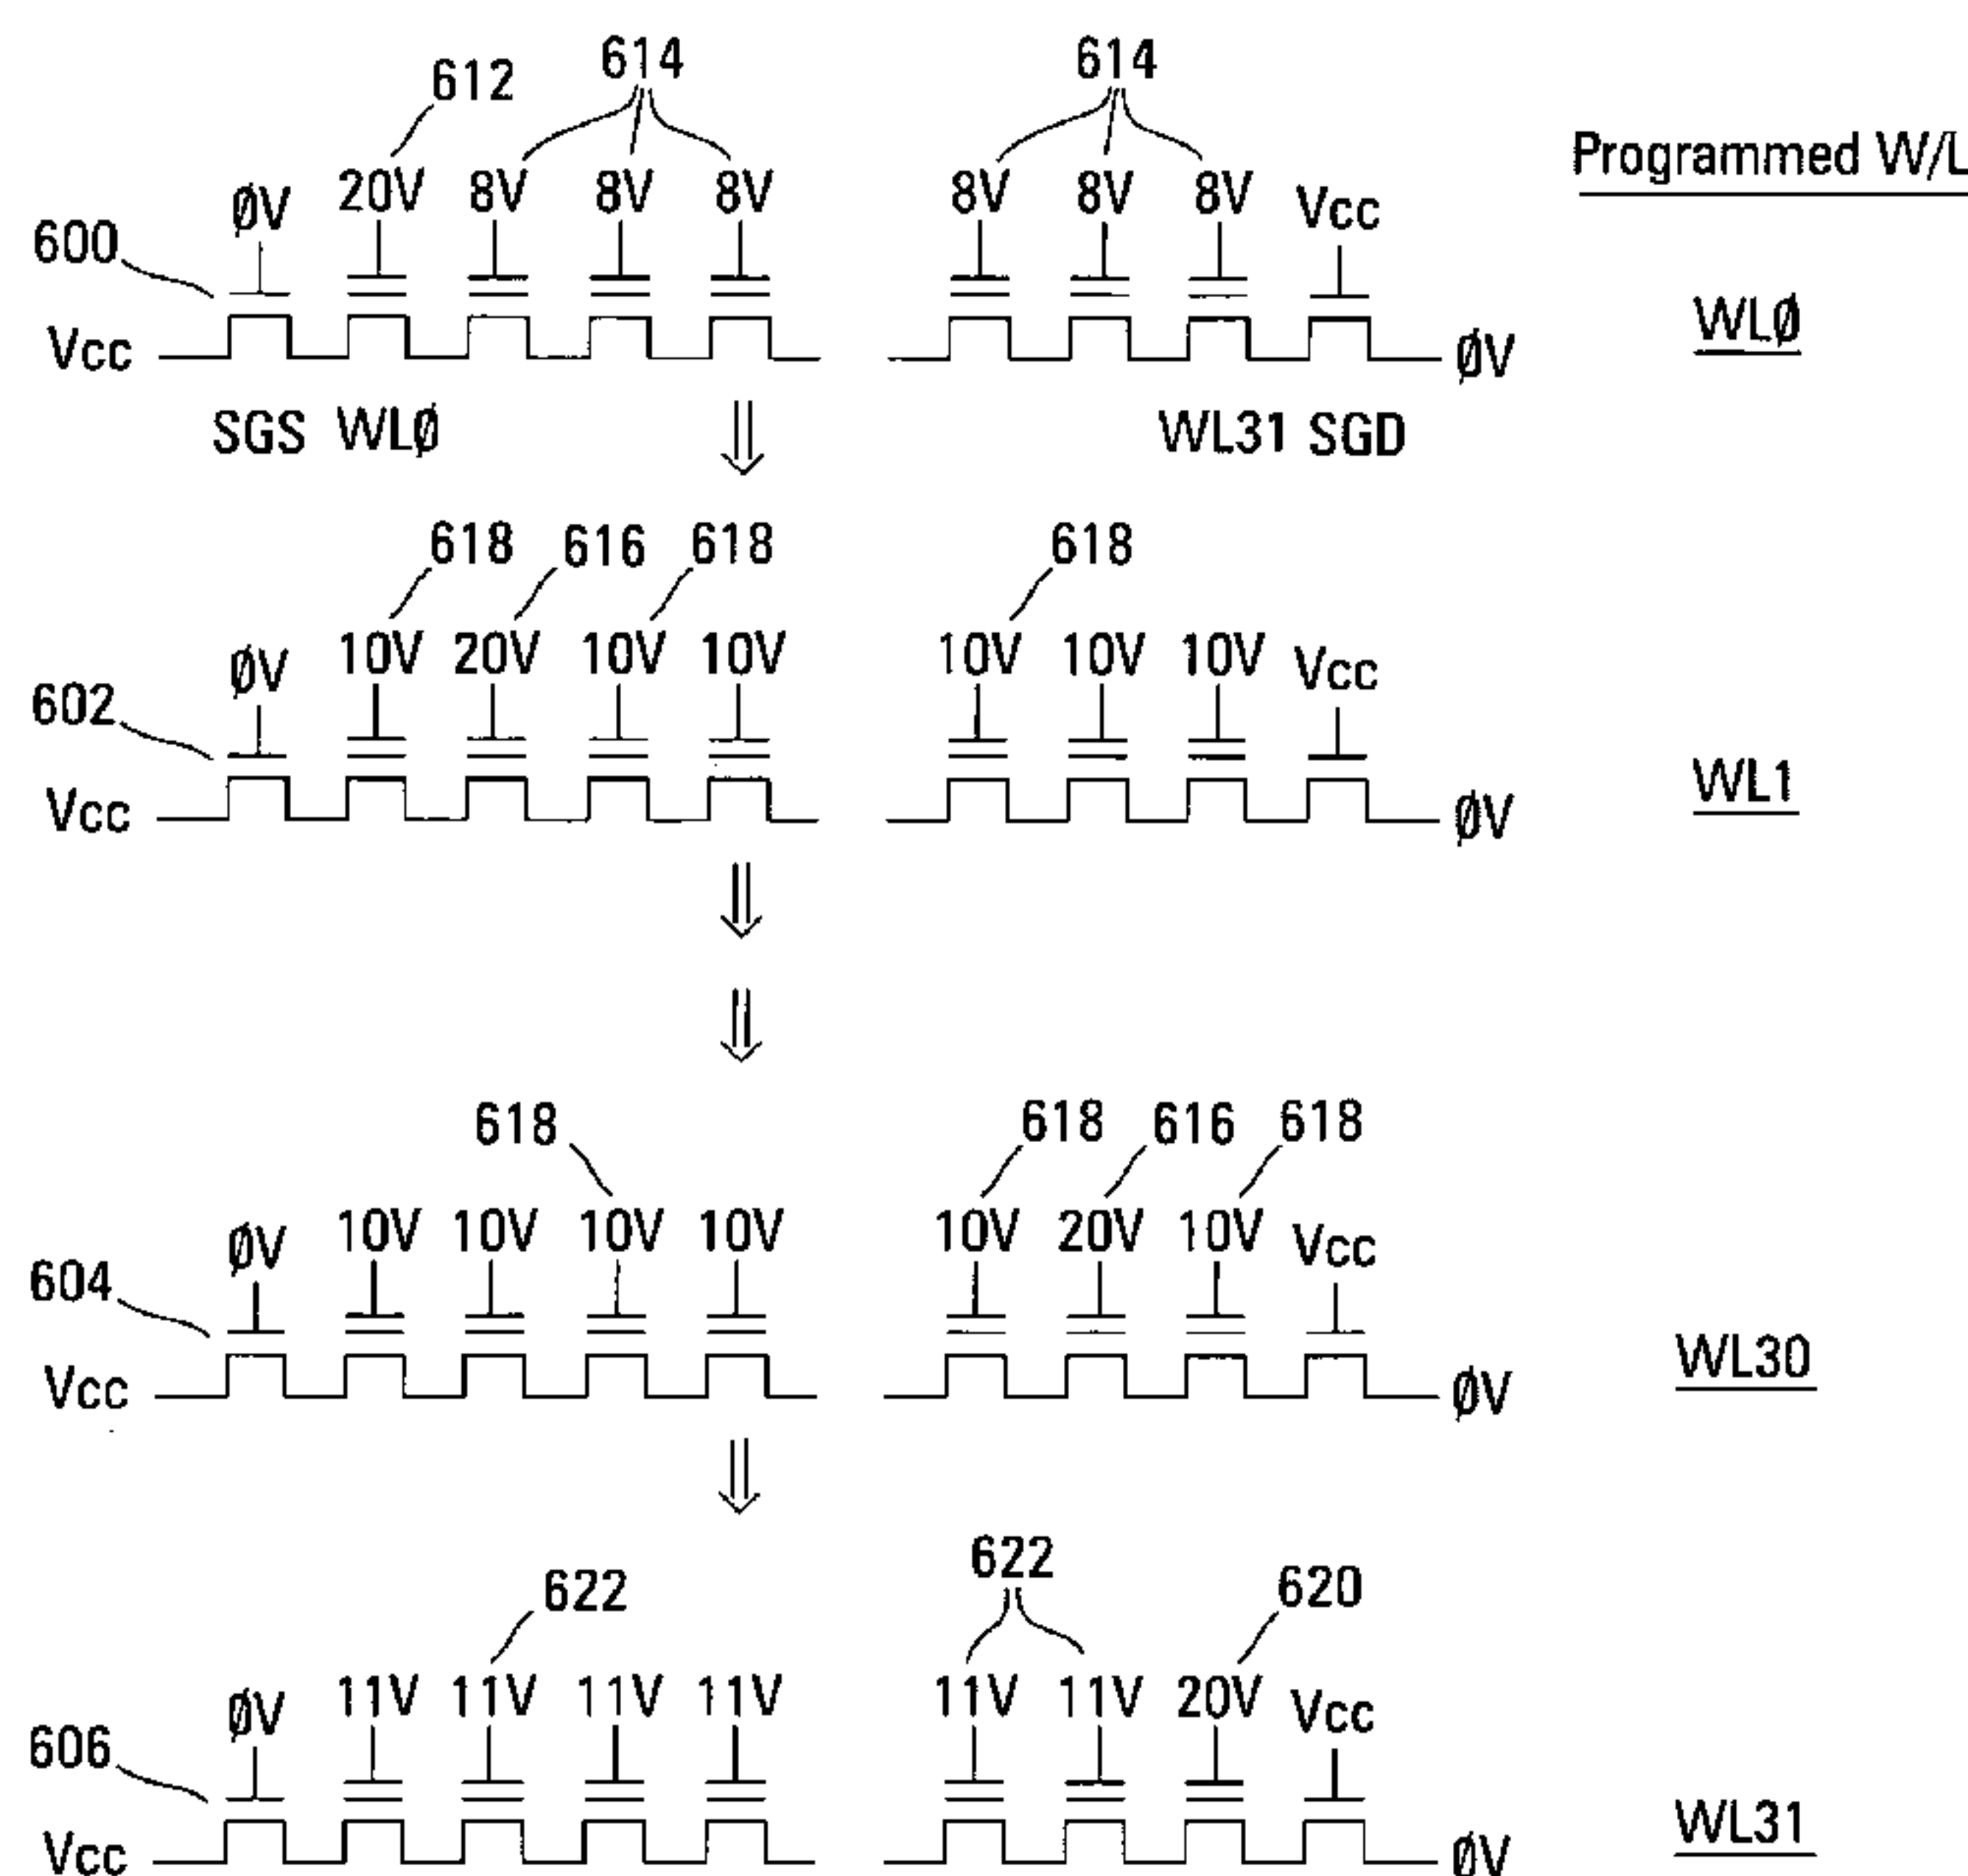 612 614 614
Programmed W/L
ØV 20V 8V 8V 8V 8V 8V 8V Vcc
600
Vcc ØV WLØ
SGS WLØ WL31 SGD
618 616 618 618
ØV 10V 20V 10V 10V 10V 10V 10V Vcc
602
Vcc ØV WL1
618 618 616 618
ØV 10V 10V 10V 10V 10V 20V 10V Vcc
604
Vcc ØV WL30
622 622 620
ØV 11V 11V 11V 11V 11V 11V 20V Vcc
606
Vcc ØV WL31